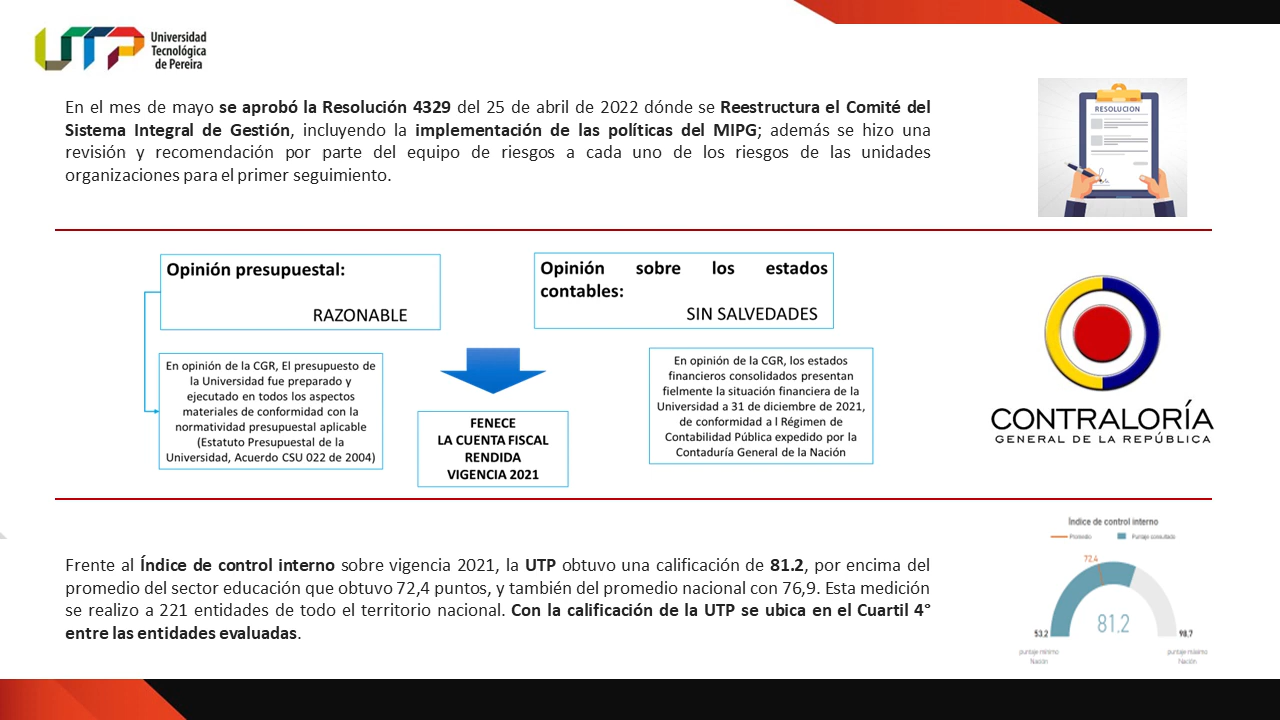 UTP
Universidad
Tecnológica
de Pereira
En el mes de mayo se aprobó la Resolución 4329 del 25 de abril de 2022 dónde se Reestructura el Comité del
Sistema Integral de Gestión, incluyendo la implementación de las políticas del MIPG; además se hizo una
revisión y recomendación por parte del equipo de riesgos a cada uno de los riesgos de las unidades
organizaciones para el primer seguimiento.
RESOLUCION
Opinión presupuestal:
RAZONABLE
Opinión sobre los estados
contables:
SIN SALVEDADES
En opinión de la CGR, El presupuesto de
la Universidad fue preparado y
ejecutado en todos los aspectos
materiales de conformidad con la
normatividad presupuestal aplicable
(Estatuto Presupuestal de la
Universidad, Acuerdo CSU 022 de 2004)
FENECE
LA CUENTA FISCAL
RENDIDA
VIGENCIA 2021
En opinión de la CGR, los estados
financieros consolidados presentan
fielmente la situación financiera de la
Universidad a 31 de diciembre de 2021,
de conformidad a l Régimen de
Contabilidad Pública expedido por la
Contaduría General de la Nación
CONTRALORÍA
GENERAL DE LA REPÚBLICA
Frente al Índice de control interno sobre vigencia 2021, la UTP obtuvo una calificación de 81.2, por encima del
promedio del sector educación que obtuvo 72,4 puntos, y también del promedio nacional con 76,9. Esta medición
se realizo a 221 entidades de todo el territorio nacional. Con la calificación de la UTP se ubica en el Cuartil 4°
entre las entidades evaluadas.
Índice de control interno
Promedio
Puntaje consultado
72,4
81,2
53,2
98,7
puntaje mínimo
Nación
puntaje máximo
Nación